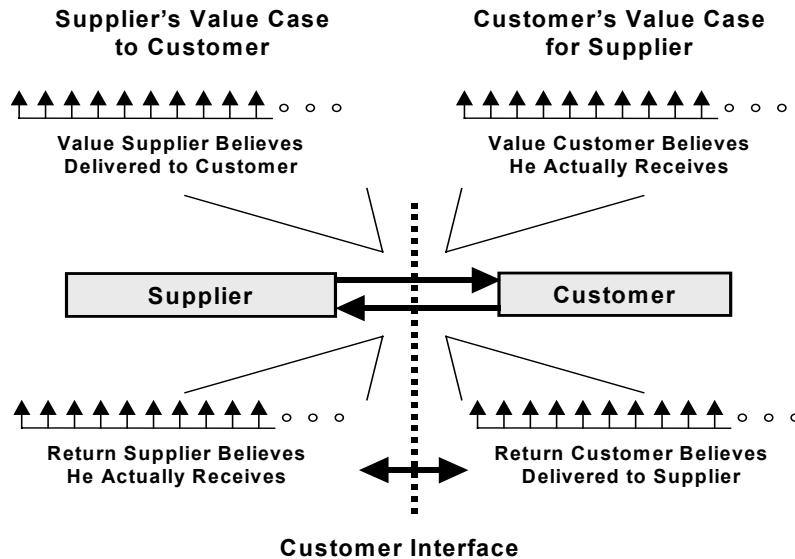 Supplier's Value Case
to Customer
Customer's Value Case
for Supplier
Value Supplier Believes
Delivered to Customer
Value Customer Believes
He Actually Receives
Supplier
Customer
Return Supplier Believes
He Actually Receives
Return Customer Believes
Delivered to Supplier
Customer Interface